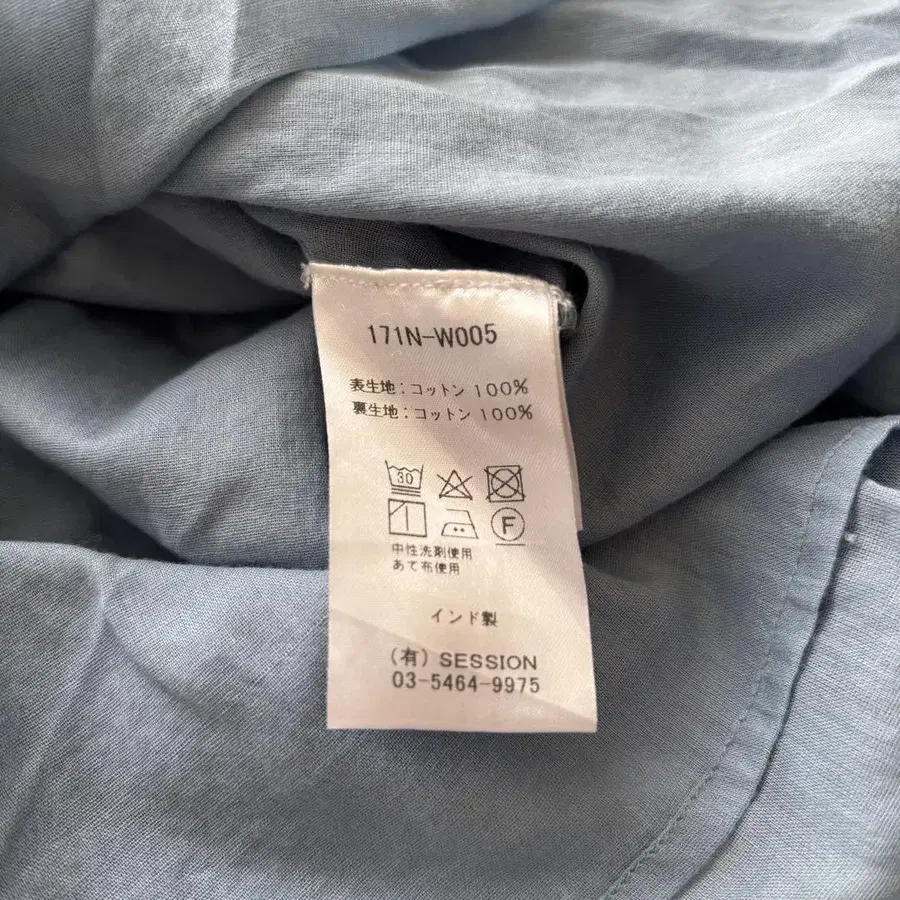 171N-W005
表生地：コットン 100%
裏生地：コットン 100%
30
F
中性洗剤使用
あて布使用
インド製
(有) SESSION
03-5464-9975